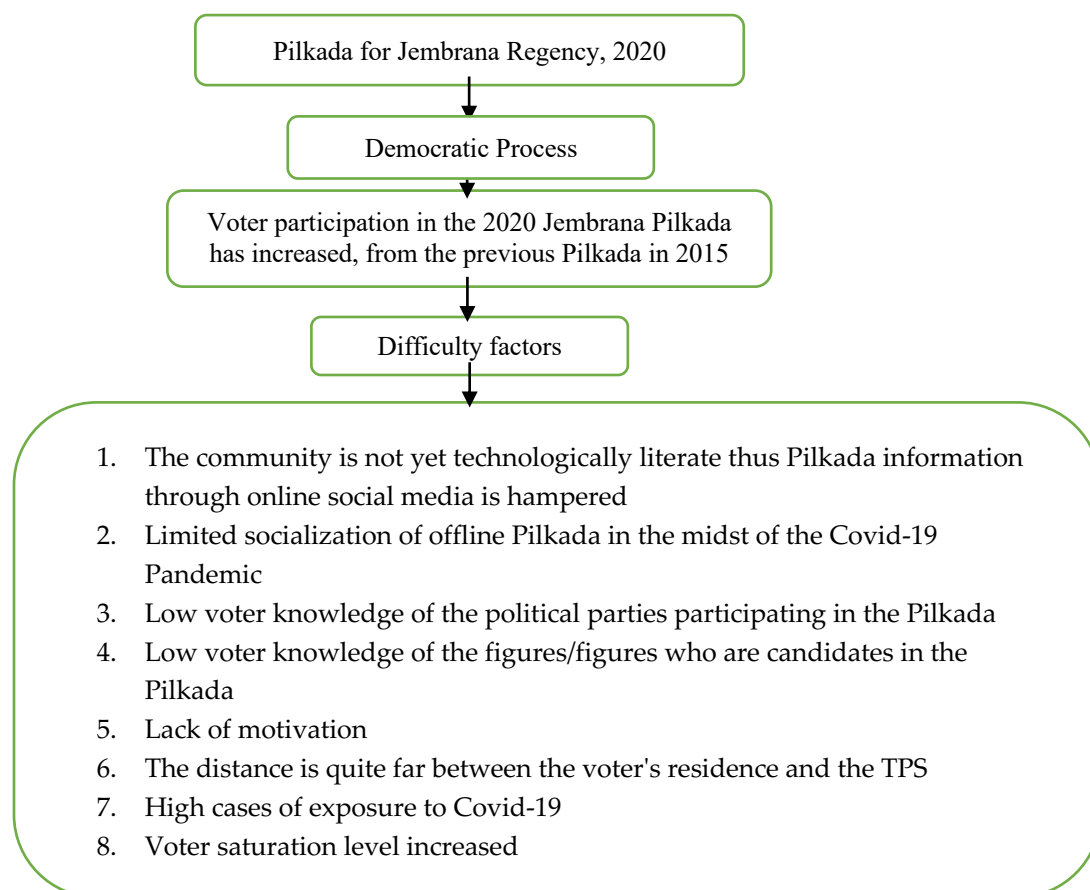 Pilkada for Jembrana Regency, 2020
Democratic Process
Voter participation in the 2020 Jembrana Pilkada
has increased, from the previous Pilkada in 2015
Difficulty factors
1. The community is not yet technologically literate thus Pilkada information
through online social media is hampered
2. Limited socialization of offline Pilkada in the midst of the Covid-19
Pandemic
3. Low voter knowledge of the political parties participating in the Pilkada
4. Low voter knowledge of the figures/figures who are candidates in the
Pilkada
5. Lack of motivation
6. The distance is quite far between the voter's residence and the TPS
7. High cases of exposure to Covid-19
8. Voter saturation level increased